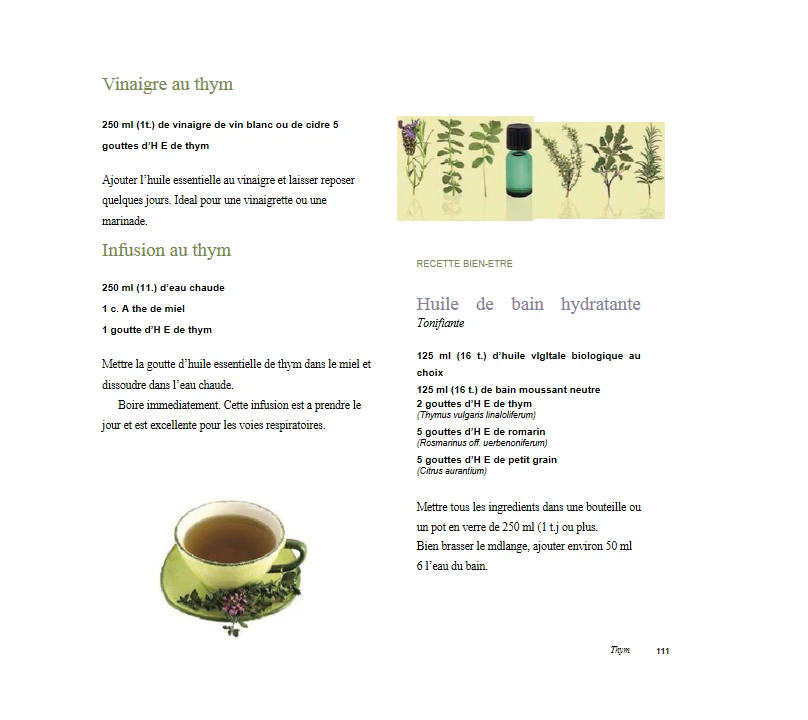 Vinaigre au thym
250 ml (1t.) de vinaigre de vin blanc ou de cidre 5
gouttes d'H E de thym
Ajouter l'huile essentielle au vinaigre et laisser reposer
quelques jours. Ideal pour une vinaigrette ou une
marinade.
Infusion au thym
250 ml (11.) d'eau chaude
1 c. A the de miel
1 goutte d'H E de thym
Mettre la goutte d'huile essentielle de thym dans le miel et
dissoudre dans l'eau chaude.
Boire immediatement. Cette infusion est a prendre le
jour et est excellente pour les voies respiratoires.
RECETTE BIEN-ETRE
Huile de bain hydratante
Tonifiante
125 ml (16 t.) d'huile vlgltale biologique au
choix
125 ml (16 t.) de bain moussant neutre
2 gouttes d'H E de thym
(Thymus vulgaris linaloliferum)
5 gouttes d'H E de romarin
(Rosmarinus off. uerbenoniferum)
5 gouttes d'H E de petit grain
(Citrus aurantium)
Mettre tous les ingredients dans une bouteille ou
un pot en verre de 250 ml (1 t.j ou plus.
Bien brasser le mdlange, ajouter environ 50 ml
6 l'eau du bain.
Thym 111